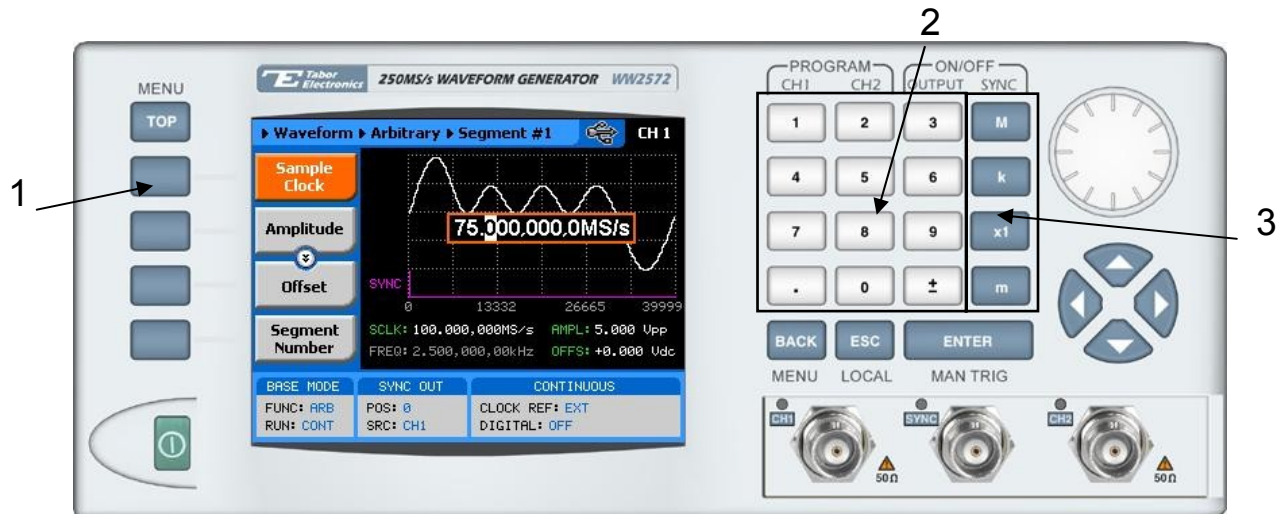 2
1
3
MENU
TOP
Tabor Electronics 250MS/s WAVEFORM GENERATOR WW2572
Waveform Arbitrary Segment #1 CH 1
Sample Clock
Amplitude
Offset
Segment Number
75.000,000,0MS/s
SYNC
0 13332 26665 39999
SCLK: 100.000,000MS/s AMPL: 5.000 Vpp
FREQ: 2.500,000,00kHz OFFS: +0.000 Vdc
BASE MODE SYNC OUT CONTINUOUS
FUNC: ARB POS: 0 CLOCK REF: EXT
RUN: CONT SRC: CH1 DIGITAL: OFF
PROGRAM ON/OFF
CH1 CH2 OUTPUT SYNC
1 2 3 M
4 5 6 k
7 8 9 x1
. 0 ± m
BACK ESC ENTER
MENU LOCAL MAN TRIG
CH1 SYNC CH2
50Ω 50Ω